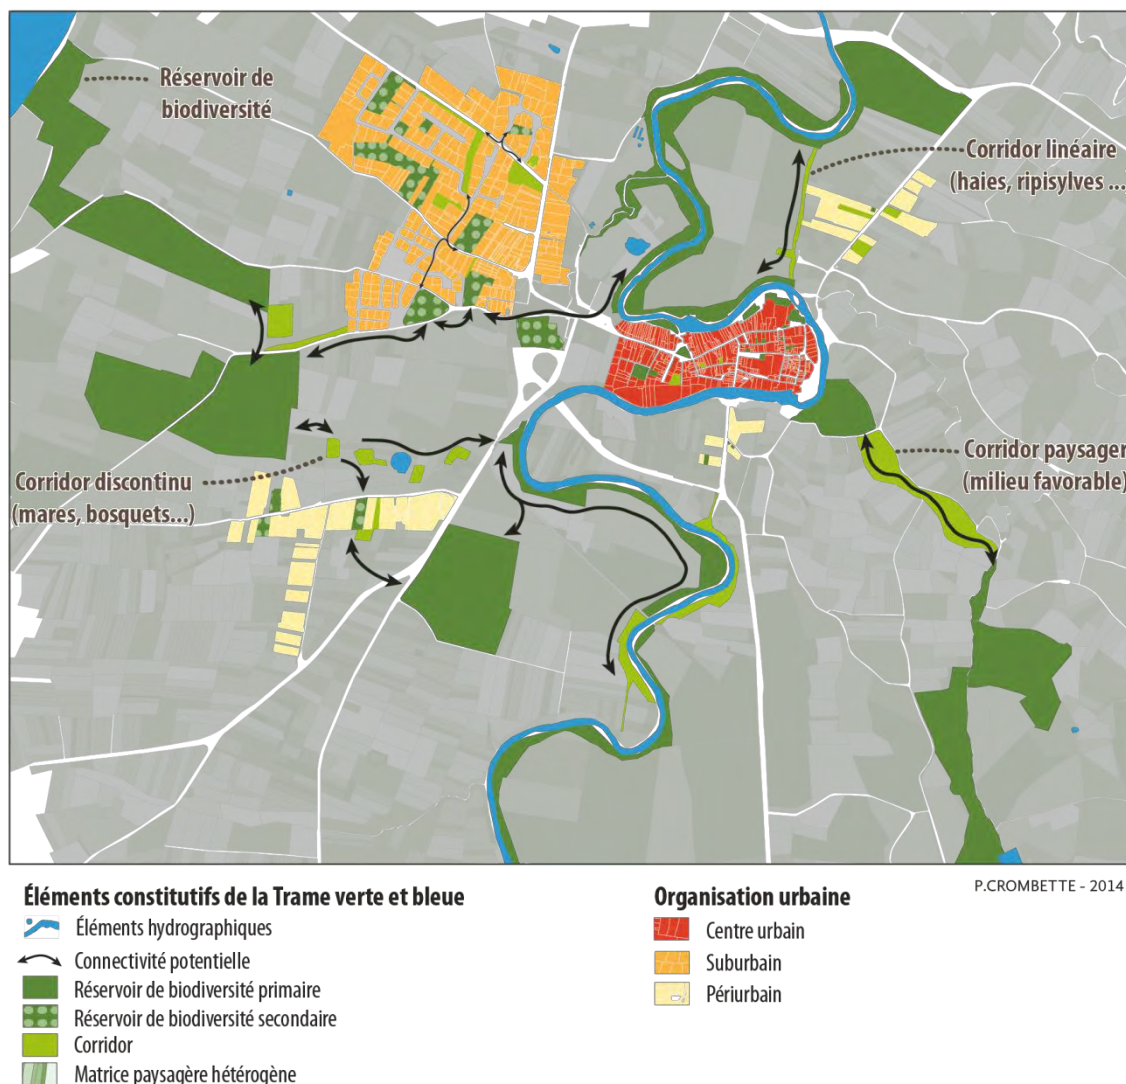 Réservoir de
biodiversité
Corridor linéaire
(haies, ripisylves ...
Corridor discontinu
(mares, bosquets...)
Corridor paysager
(milieu favorable)
P.CROMBETTE - 2014
Éléments constitutifs de la Trame verte et bleue
Éléments hydrographiques
Connectivité potentielle
Réservoir de biodiversité primaire
Réservoir de biodiversité secondaire
Corridor
Matrice paysagère hétérogène
Organisation urbaine
Centre urbain
Suburbain
Périurbain